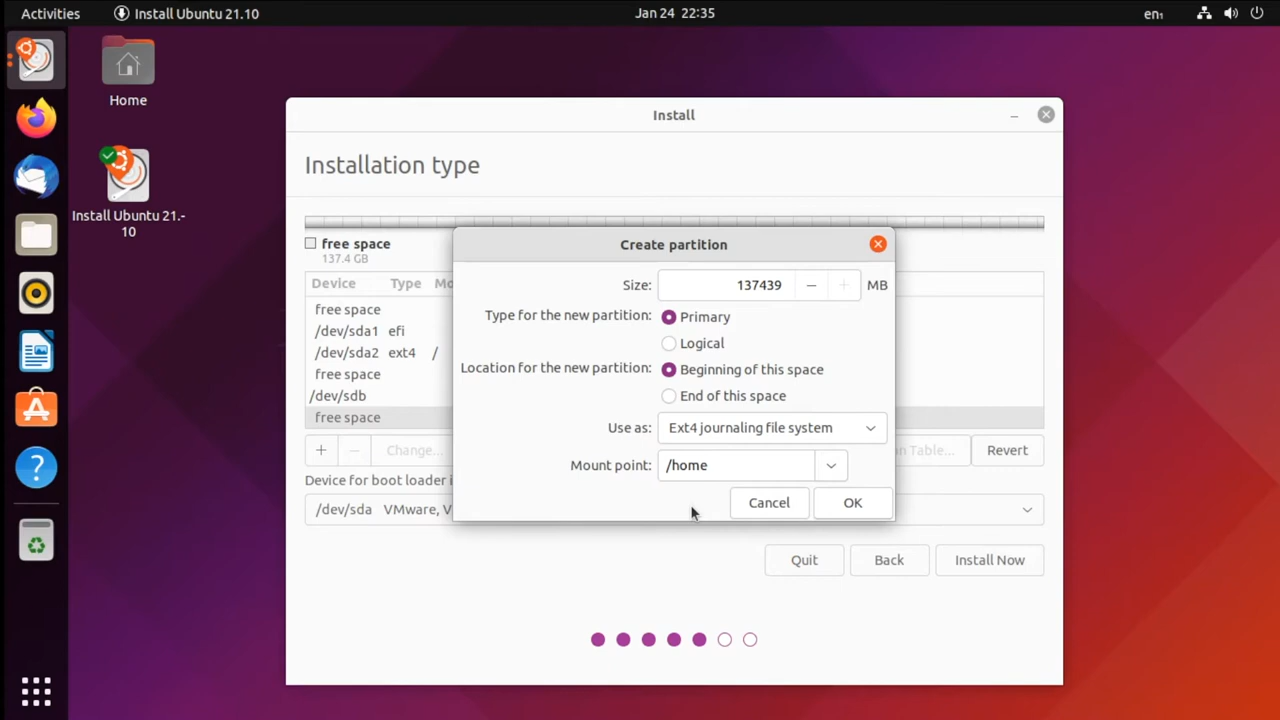 Activities
Install Ubuntu 21.10
Jan 24 22:35
en₁
Home
Install Ubuntu 21.-
10
Install
Installation type
free space
137.4 GB
Device Type Mo
free space
/dev/sda1 efi
/dev/sda2 ext4 /
free space
/dev/sdb
free space
+ − Change...
on Table...
Revert
Device for boot loader i
/dev/sda VMware, V
Quit
Back
Install Now
Create partition
Size: 137439 − + MB
Type for the new partition: Primary
Logical
Location for the new partition: Beginning of this space
End of this space
Use as: Ext4 journaling file system
Mount point: /home
Cancel
OK